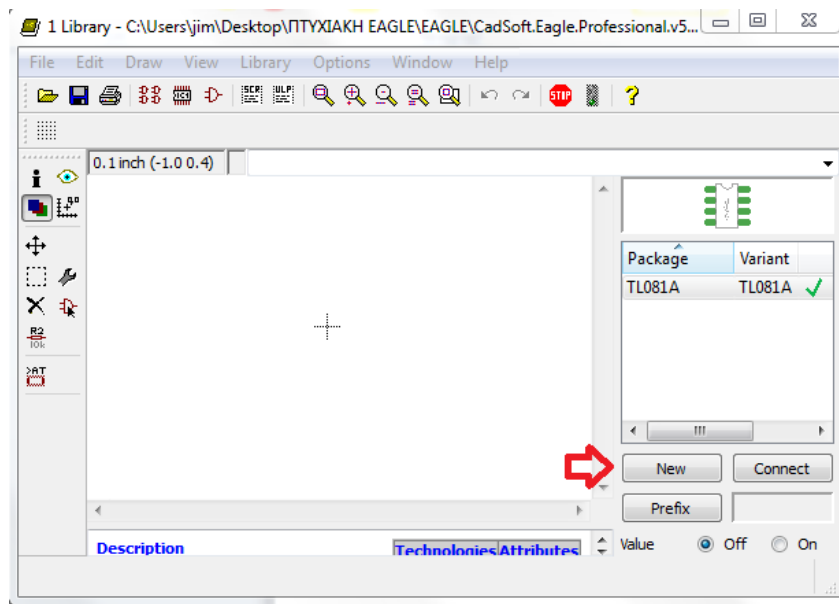 1 Library - C:\Users\jim\Desktop\ΠΤΥΧΙΑΚΗ EAGLE\EAGLE\CadSoft.Eagle.Professional.v5...
File Edit Draw View Library Options Window Help
SCR ULP STOP ?
0.1 inch (-1.0 0.4)
i
Package Variant
TL081A TL081A
R2
10k
>AT
New Connect
Prefix
Description Technologies Attributes
Value Off On